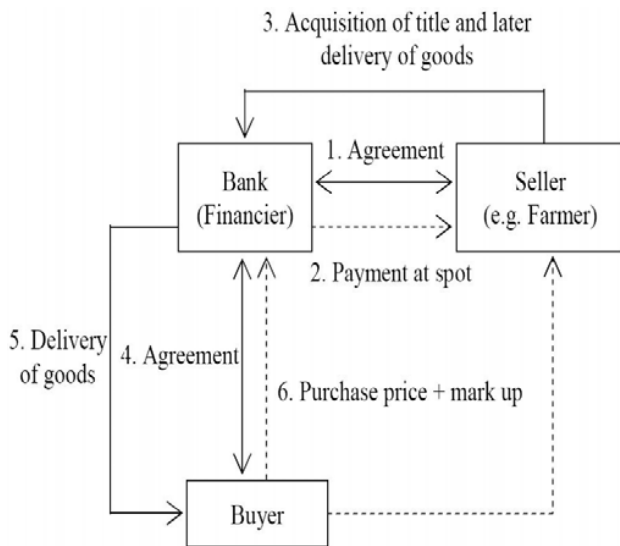 3. Acquisition of title and later
delivery of goods
1. Agreement
Bank
(Financier)
Seller
(e.g. Farmer)
2. Payment at spot
5. Delivery
of goods
4. Agreement
6. Purchase price + mark up
Buyer